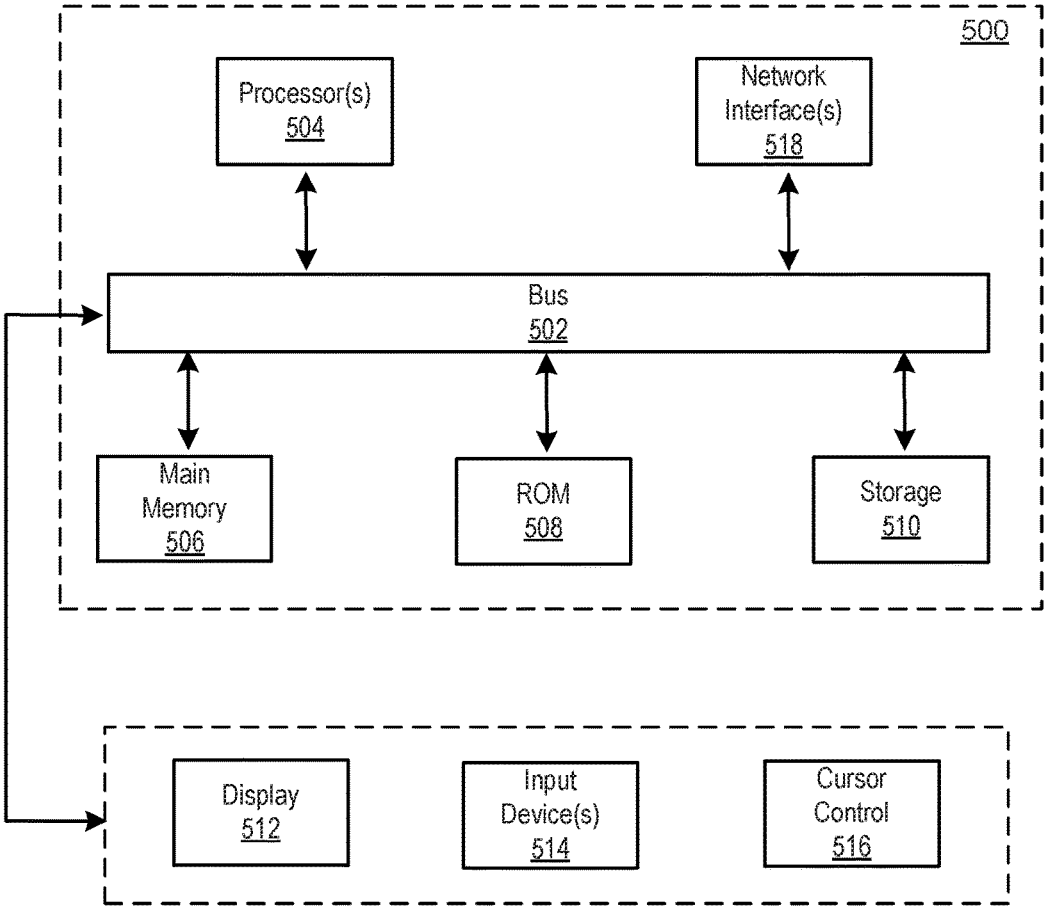 500
Processor(s)
504
Network
Interface(s)
518
Bus
502
Main
Memory
506
ROM
508
Storage
510
Display
512
Input
Device(s)
514
Cursor
Control
516